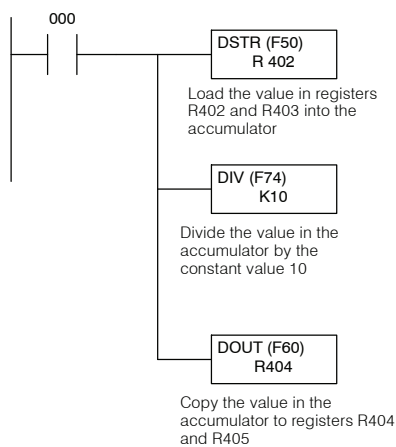 000
DSTR (F50)
R 402
Load the value in registers
R402 and R403 into the
accumulator
DIV (F74)
K10
Divide the value in the
accumulator by the
constant value 10
DOUT (F60)
R404
Copy the value in the
accumulator to registers R404
and R405